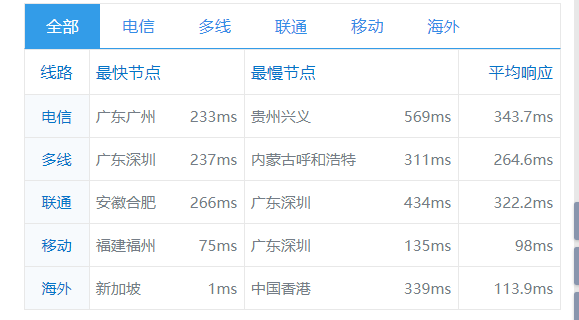 全部 电信 多线 联通 移动 海外
线路 最快节点 最慢节点 平均响应
电信 广东广州 233ms 贵州兴义 569ms 343.7ms
多线 广东深圳 237ms 内蒙古呼和浩特 311ms 264.6ms
联通 安徽合肥 266ms 广东深圳 434ms 322.2ms
移动 福建福州 75ms 广东深圳 135ms 98ms
海外 新加坡 1ms 中国香港 339ms 113.9ms